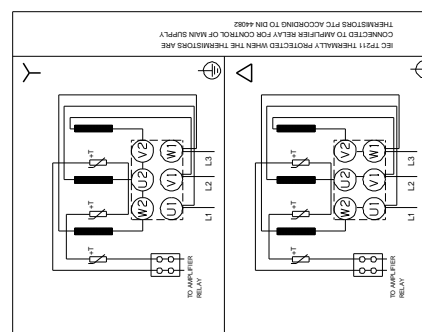 IEC TP211 THERMALLY PROTECTED WHEN THE THERMISTORS ARE
CONNECTED TO AMPLIFIER RELAY FOR CONTROL OF MAIN SUPPLY
THERMISTORS PTC ACCORDING TO DIN 44082
V2 W1
U2 V1
W2 U1
L3
L2
L1
+T
+T
+T
TO AMPLIFIER
RELAY
V2 W1
U2 V1
W2 U1
L3
L2
L1
+T
+T
+T
TO AMPLIFIER
RELAY